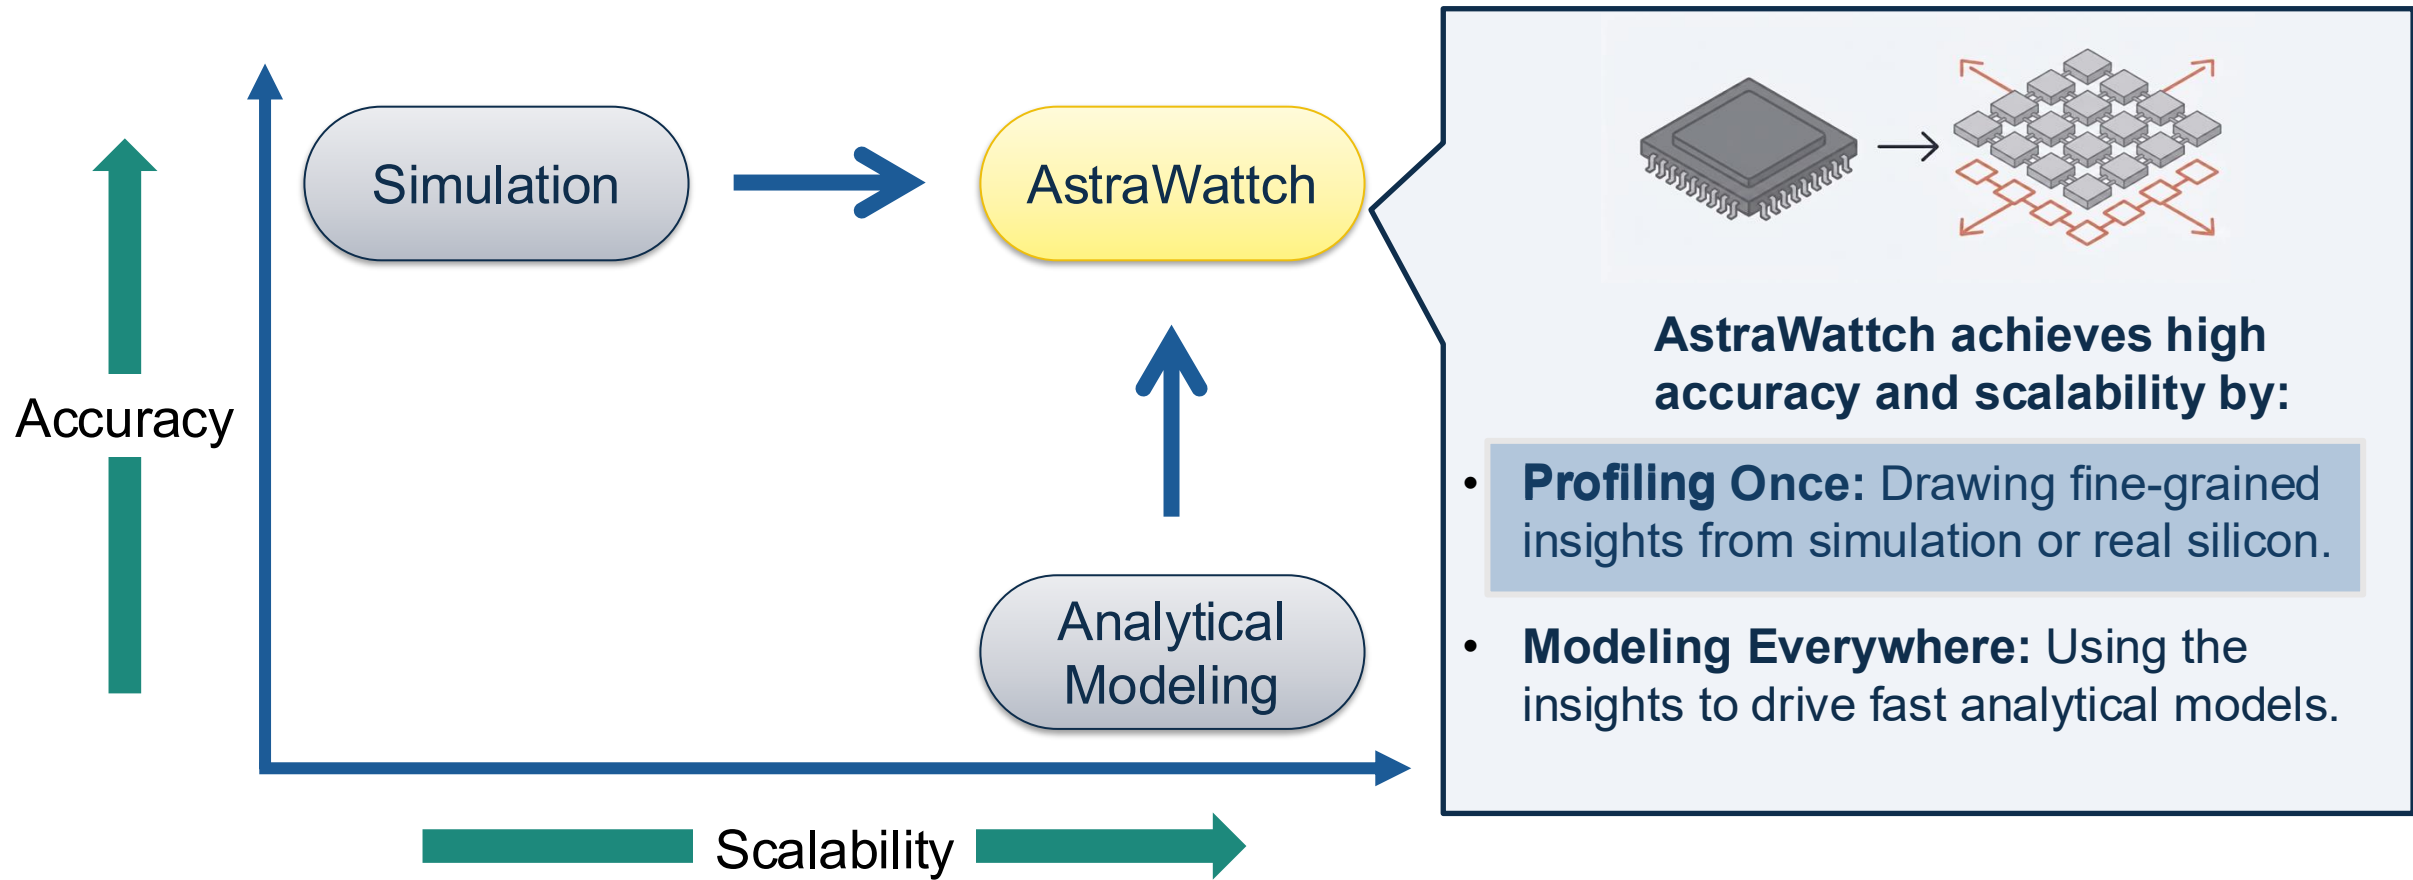 Simulation
AstraWattch
Accuracy
Analytical
Modeling
Scalability
AstraWattch achieves high
accuracy and scalability by:
• Profiling Once: Drawing fine-grained
insights from simulation or real silicon.
• Modeling Everywhere: Using the
insights to drive fast analytical models.